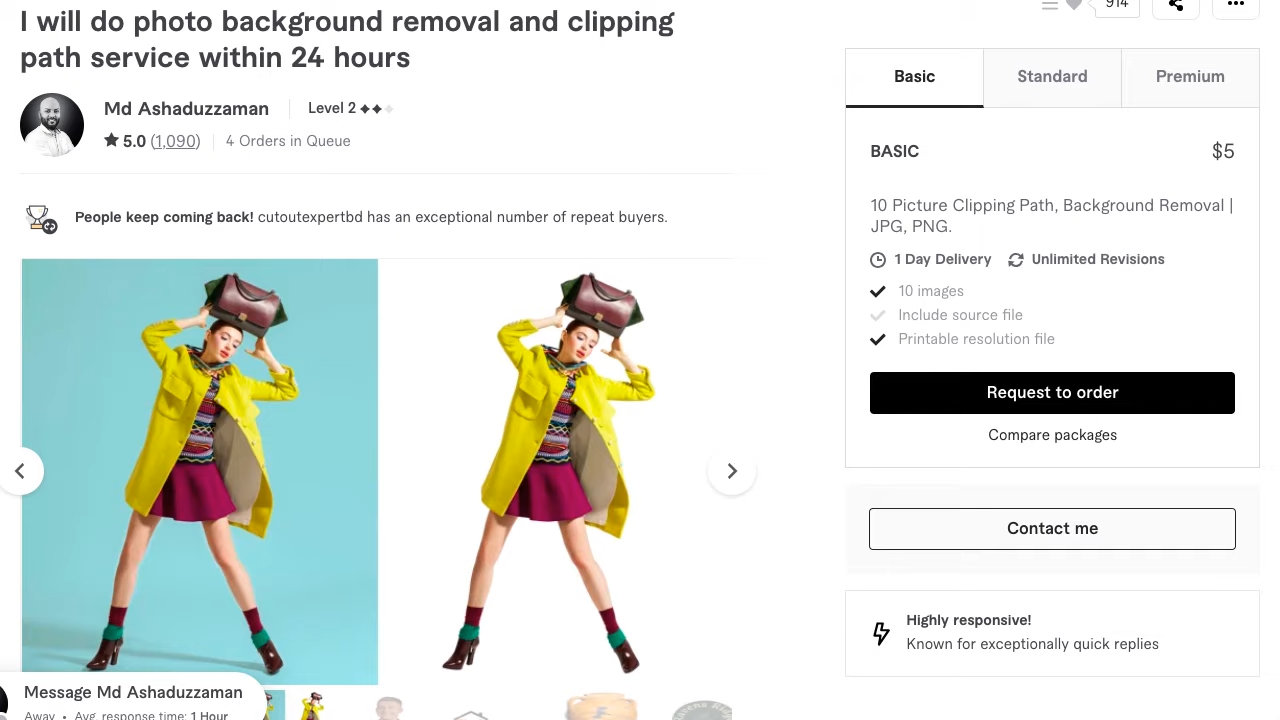 I will do photo background removal and clipping
path service within 24 hours
914
Md Ashaduzzaman
Level 2
5.0 (1,090)
4 Orders in Queue
People keep coming back! cutoutexpertbd has an exceptional number of repeat buyers.
Message Md Ashaduzzaman
Away • Avg. response time: 1 Hour
Basic
Standard
Premium
BASIC
$5
10 Picture Clipping Path, Background Removal |
JPG, PNG.
1 Day Delivery
Unlimited Revisions
10 images
Include source file
Printable resolution file
Request to order
Compare packages
Contact me
Highly responsive!
Known for exceptionally quick replies